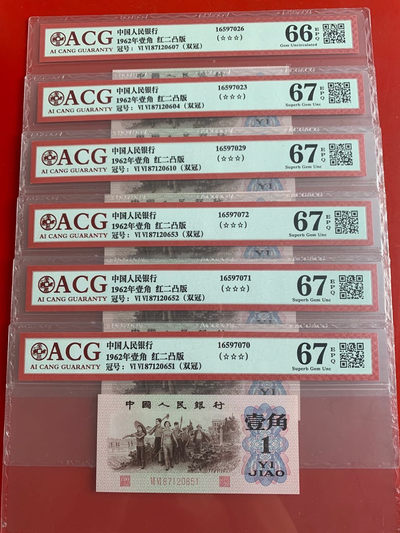 ACG
AI CANG GUARANTY
中国人民银行
1962年壹角 红二凸版
冠号：VI VI87120607（双冠）
16597026
（☆☆☆）
66 EPQ
Gem Uncirculated
ACG
AI CANG GUARANTY
中国人民银行
1962年壹角 红二凸版
冠号：VI VI87120604（双冠）
16597023
（☆☆☆）
67 EPQ
Superb Gem Unc
ACG
AI CANG GUARANTY
中国人民银行
1962年壹角 红二凸版
冠号：VI VI87120610（双冠）
16597029
（☆☆☆）
67 EPQ
Superb Gem Unc
ACG
AI CANG GUARANTY
中国人民银行
1962年壹角 红二凸版
冠号：VI VI87120653（双冠）
16597072
（☆☆☆）
67 EPQ
Superb Gem Unc
ACG
AI CANG GUARANTY
中国人民银行
1962年壹角 红二凸版
冠号：VI VI87120652（双冠）
16597071
（☆☆☆）
67 EPQ
Superb Gem Unc
ACG
AI CANG GUARANTY
中国人民银行
1962年壹角 红二凸版
冠号：VI VI87120651（双冠）
16597070
（☆☆☆）
67 EPQ
Superb Gem Unc
中國人民銀行
壹角
1
YI
JIAO
VI VI 87120651